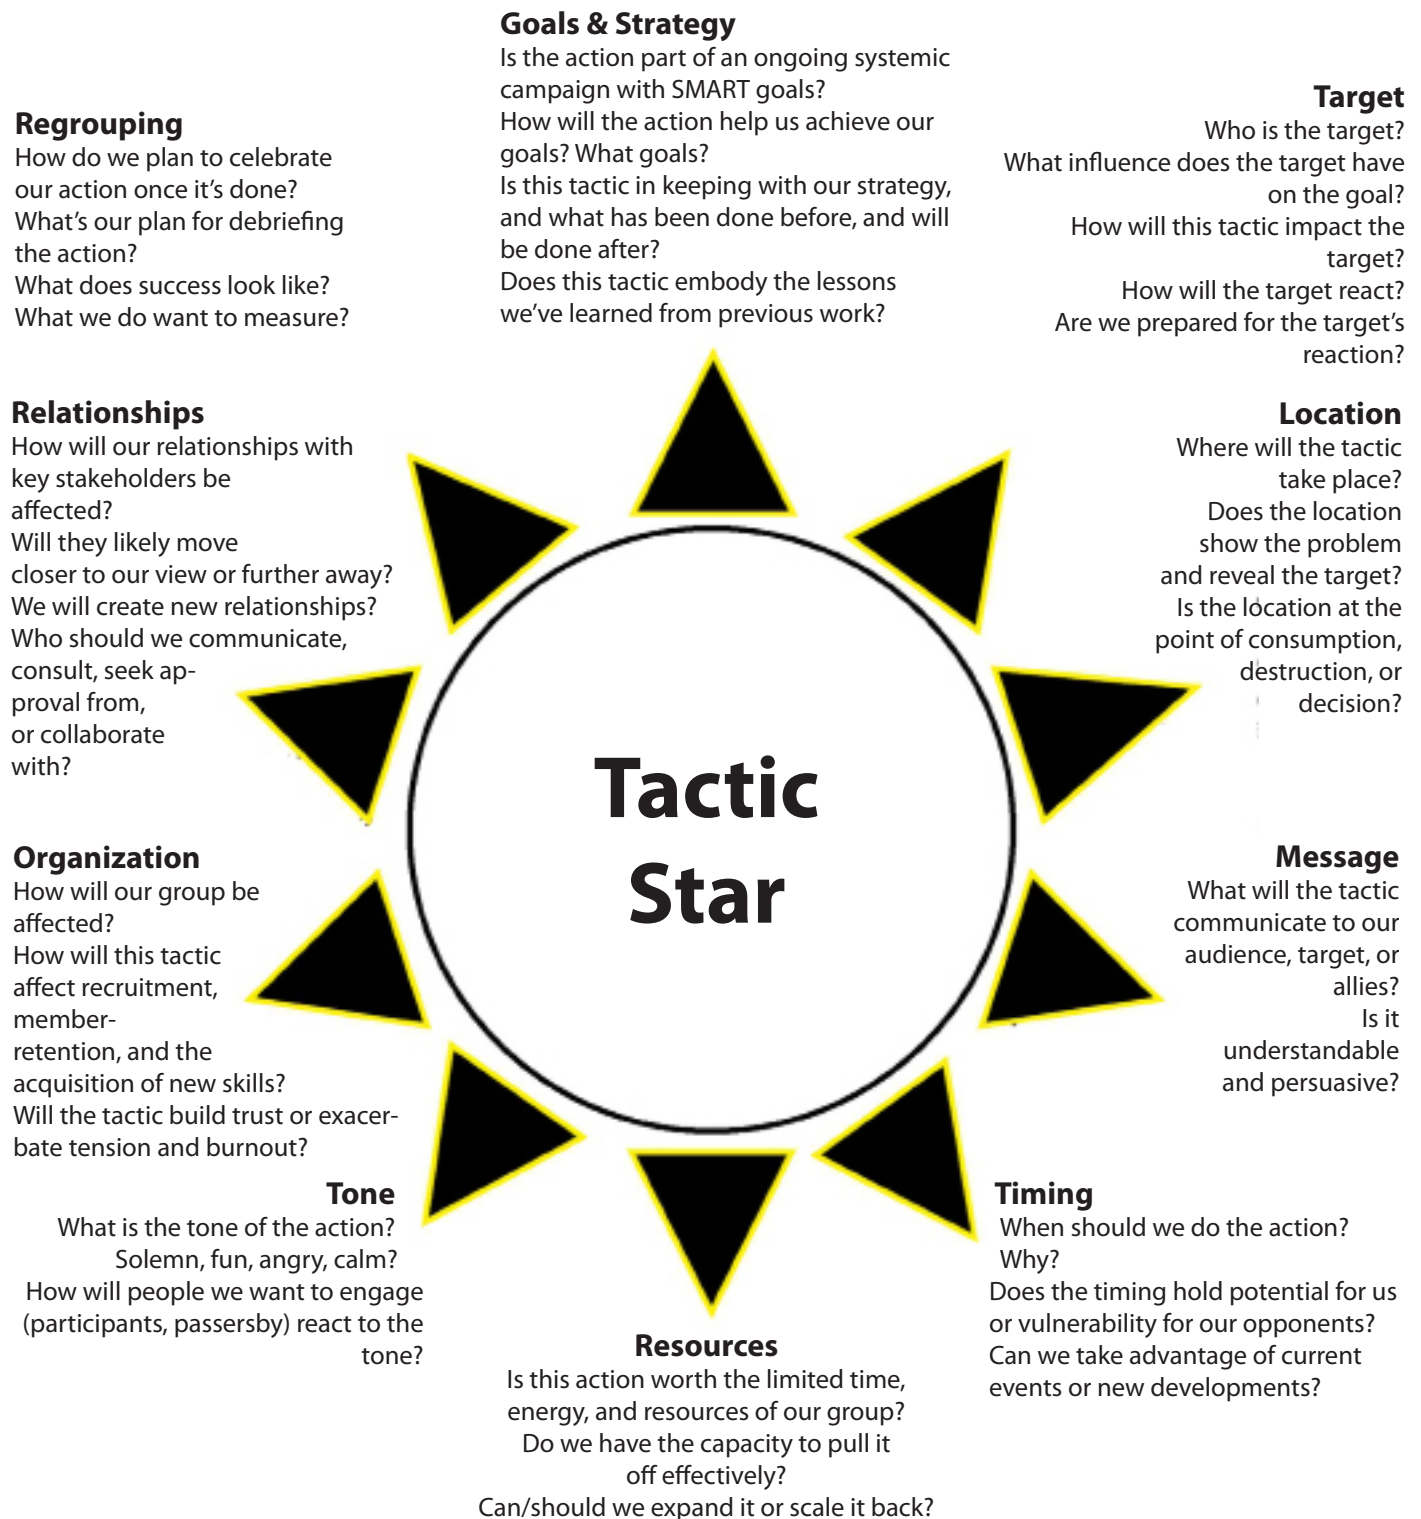 Goals & Strategy
Is the action part of an ongoing systemic
campaign with SMART goals?
How will the action help us achieve our
goals? What goals?
Is this tactic in keeping with our strategy,
and what has been done before, and will
be done after?
Does this tactic embody the lessons
we've learned from previous work?
Target
Who is the target?
What influence does the target have
on the goal?
How will this tactic impact the
target?
How will the target react?
Are we prepared for the target's
reaction?
Location
Where will the tactic
take place?
Does the location
show the problem
and reveal the target?
Is the location at the
point of consumption,
destruction, or
decision?
Message
What will the tactic
communicate to our
audience, target, or
allies?
Is it
understandable
and persuasive?
Timing
When should we do the action?
Why?
Does the timing hold potential for us
or vulnerability for our opponents?
Can we take advantage of current
events or new developments?
Resources
Is this action worth the limited time,
energy, and resources of our group?
Do we have the capacity to pull it
off effectively?
Can/should we expand it or scale it back?
Tone
What is the tone of the action?
Solemn, fun, angry, calm?
How will people we want to engage
(participants, passersby) react to the
tone?
Organization
How will our group be
affected?
How will this tactic
affect recruitment,
member-
retention, and the
acquisition of new skills?
Will the tactic build trust or exacer-
bate tension and burnout?
Relationships
How will our relationships with
key stakeholders be
affected?
Will they likely move
closer to our view or further away?
We will create new relationships?
Who should we communicate,
consult, seek ap-
proval from,
or collaborate
with?
Regrouping
How do we plan to celebrate
our action once it's done?
What's our plan for debriefing
the action?
What does success look like?
What we do want to measure?
Tactic
Star